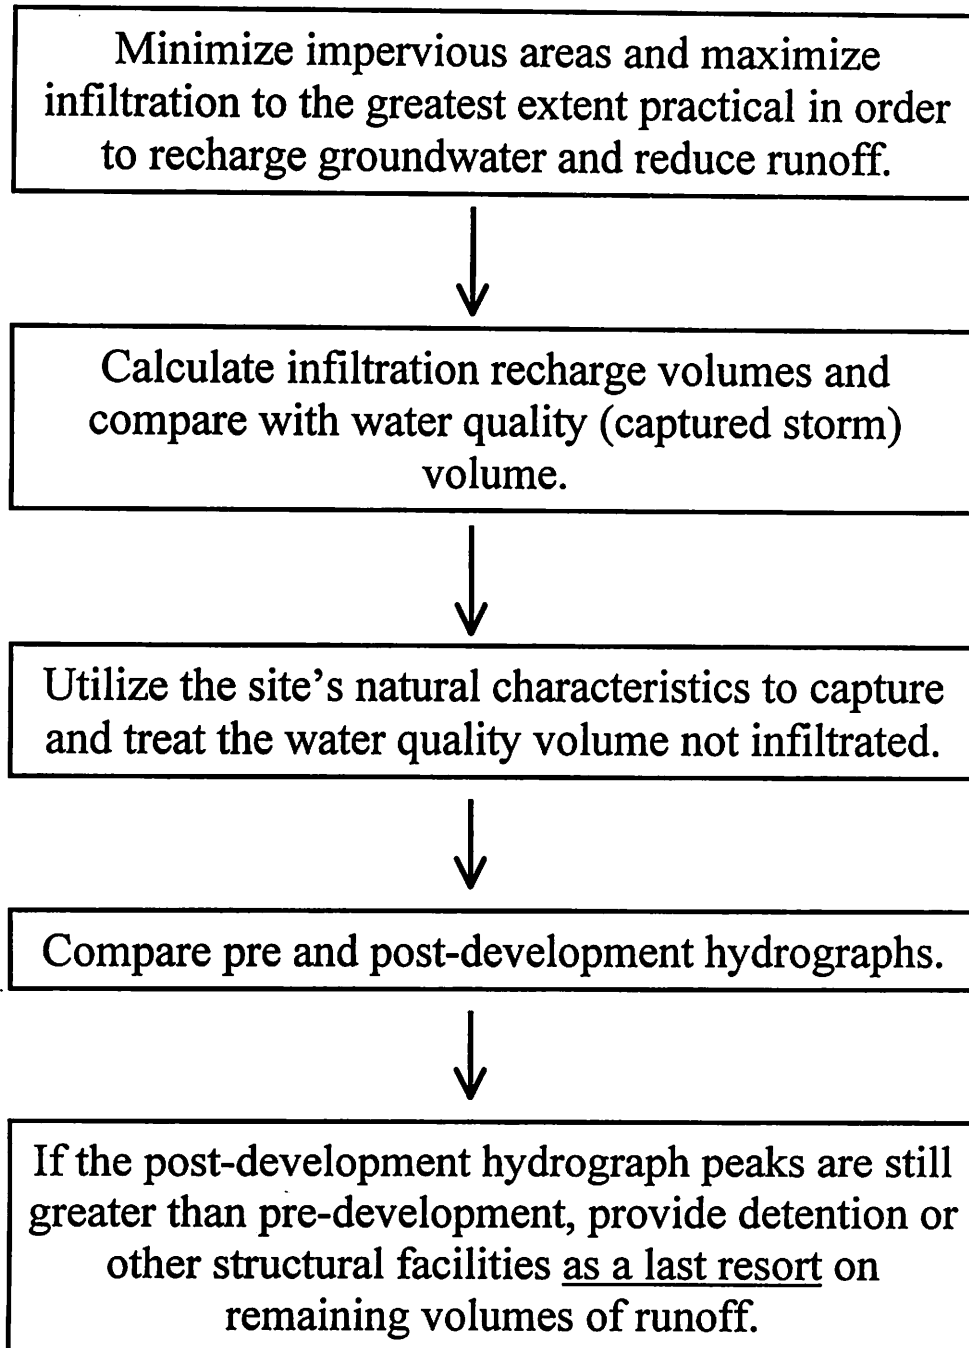 Minimize impervious areas and maximize
infiltration to the greatest extent practical in order
to recharge groundwater and reduce runoff.
Calculate infiltration recharge volumes and
compare with water quality (captured storm)
volume.
Utilize the site's natural characteristics to capture
and treat the water quality volume not infiltrated.
Compare pre and post-development hydrographs.
If the post-development hydrograph peaks are still
greater than pre-development, provide detention or
other structural facilities as a last resort on
remaining volumes of runoff.